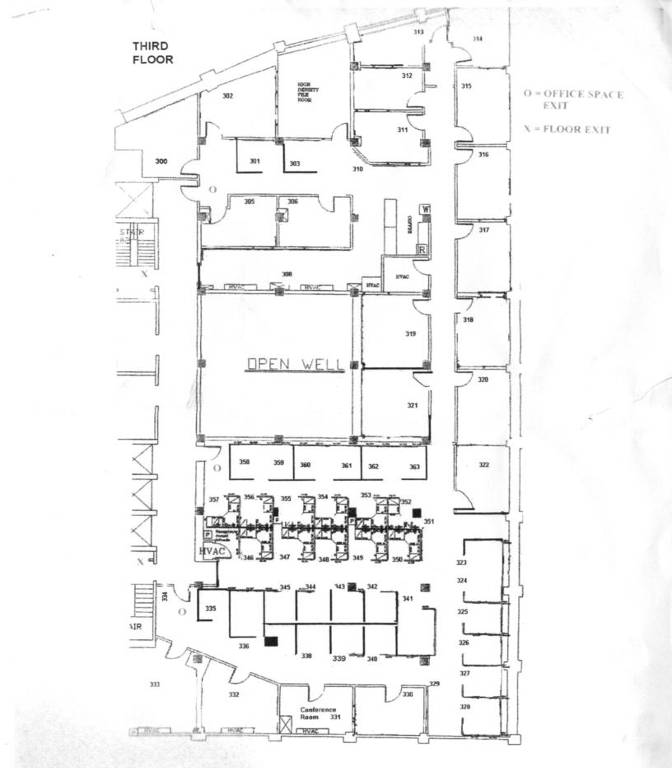 THIRD
FLOOR
313
314
312
302
HIGH
DENSITY
FILE
ROOM
315
O = OFFICE SPACE
EXIT
X = FLOOR EXIT
311
300
301
303
310
316
O
305
306
W
317
STAIR
X
R
308
HVAC
HVAC
HVAC
HVAC
318
319
OPEN WELL
320
321
322
O
358
359
360
361
362
363
357
356
355
354
353
352
351
P
P
P
HVAC
X
346
347
348
349
350
323
324
334
345
344
343
342
341
335
O
325
AIR
336
338
339
340
326
327
329
333
332
330
328
Conference
Room
331
HVAC
HVAC
HVAC